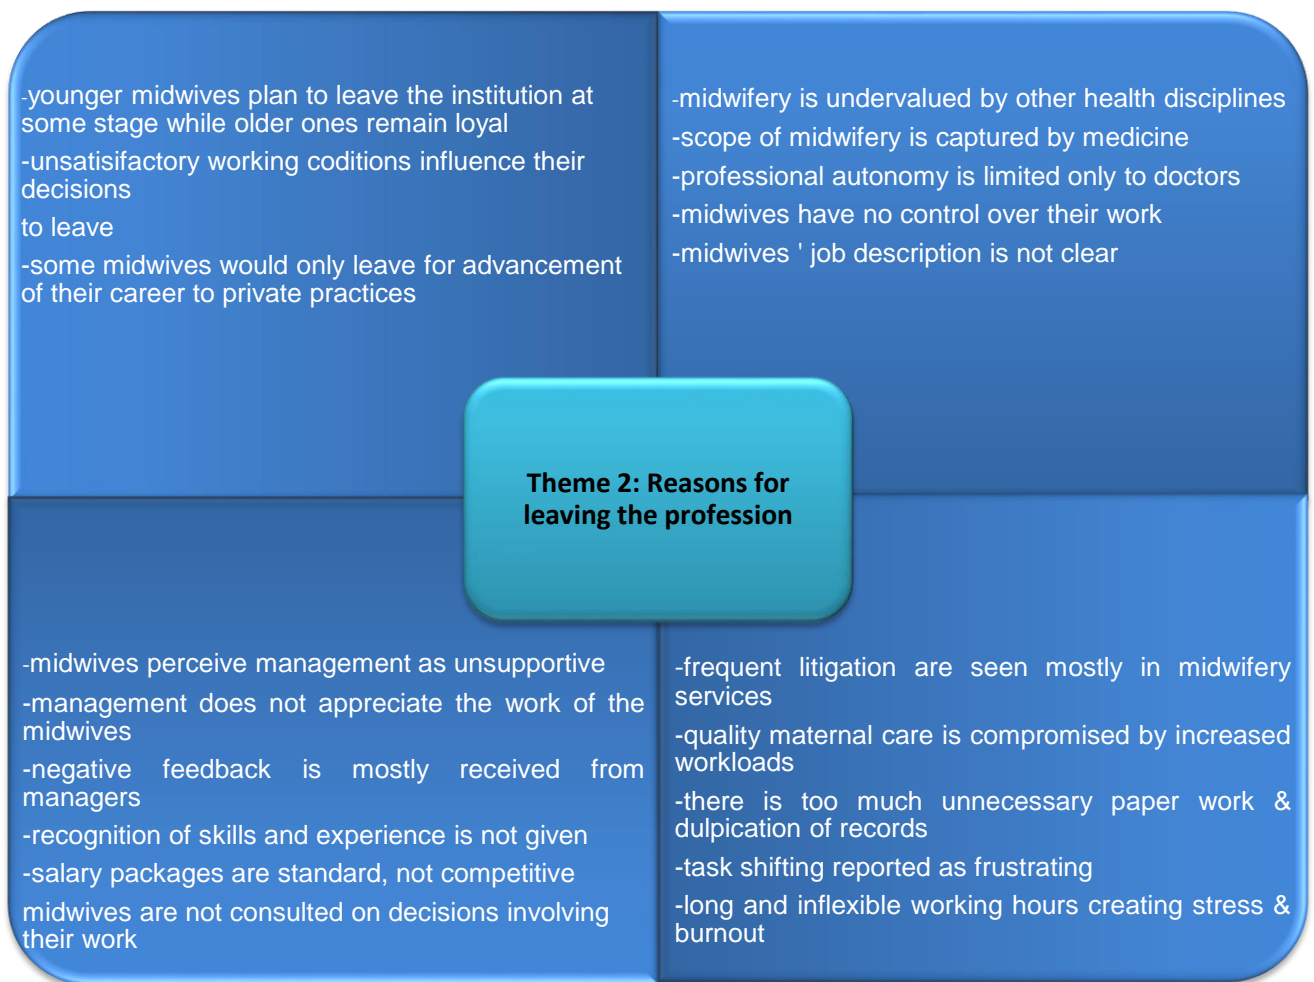 -younger midwives plan to leave the institution at
some stage while older ones remain loyal
-unsatisifactory working coditions influence their
decisions
to leave
-some midwives would only leave for advancement
of their career to private practices
-midwifery is undervalued by other health disciplines
-scope of midwifery is captured by medicine
-professional autonomy is limited only to doctors
-midwives have no control over their work
-midwives ' job description is not clear
Theme 2: Reasons for
leaving the profession
-midwives perceive management as unsupportive
-management does not appreciate the work of the
midwives
-negative feedback is mostly received from
managers
-recognition of skills and experience is not given
-salary packages are standard, not competitive
midwives are not consulted on decisions involving
their work
-frequent litigation are seen mostly in midwifery
services
-quality maternal care is compromised by increased
workloads
-there is too much unnecessary paper work &
dulpication of records
-task shifting reported as frustrating
-long and inflexible working hours creating stress &
burnout